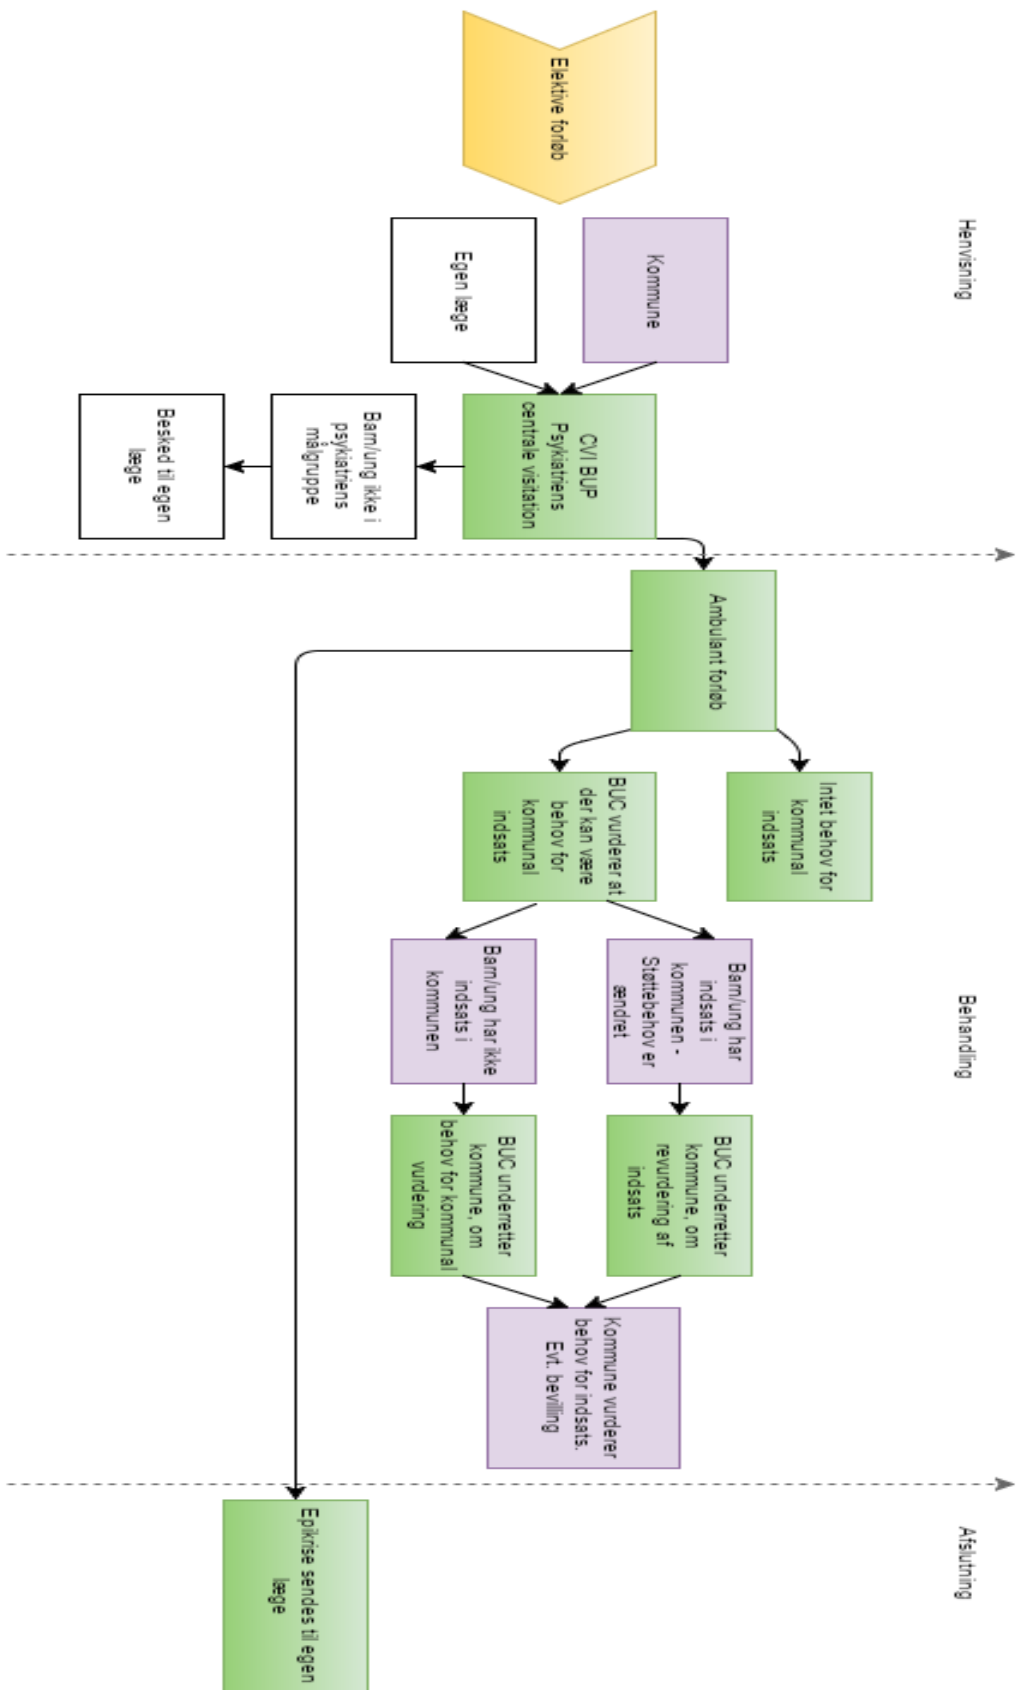 Henvisning
Behandling
Afslutning
Elektive forløb
Kommune
Egen læge
CVI BUP
Psykiatriens
centrale visitation
Barn/ung ikke i
psykiatriens
målgruppe
Besked til egen
læge
Ambulant forløb
Intet behov for
kommunal
indsats
BUC vurderer at
der kan være
behov for
kommunal
indsats
Barn/ung har
indsats i
kommunen -
Støttebehov er
ændret
Barn/ung har ikke
indsats i
kommunen
BUC underretter
kommune, om
revurdering af
indsats
BUC underretter
kommune, om
behov for kommunal
vurdering
Kommune vurderer
behov for indsats.
Evt. bevilling
Epikrise sendes til egen
læge